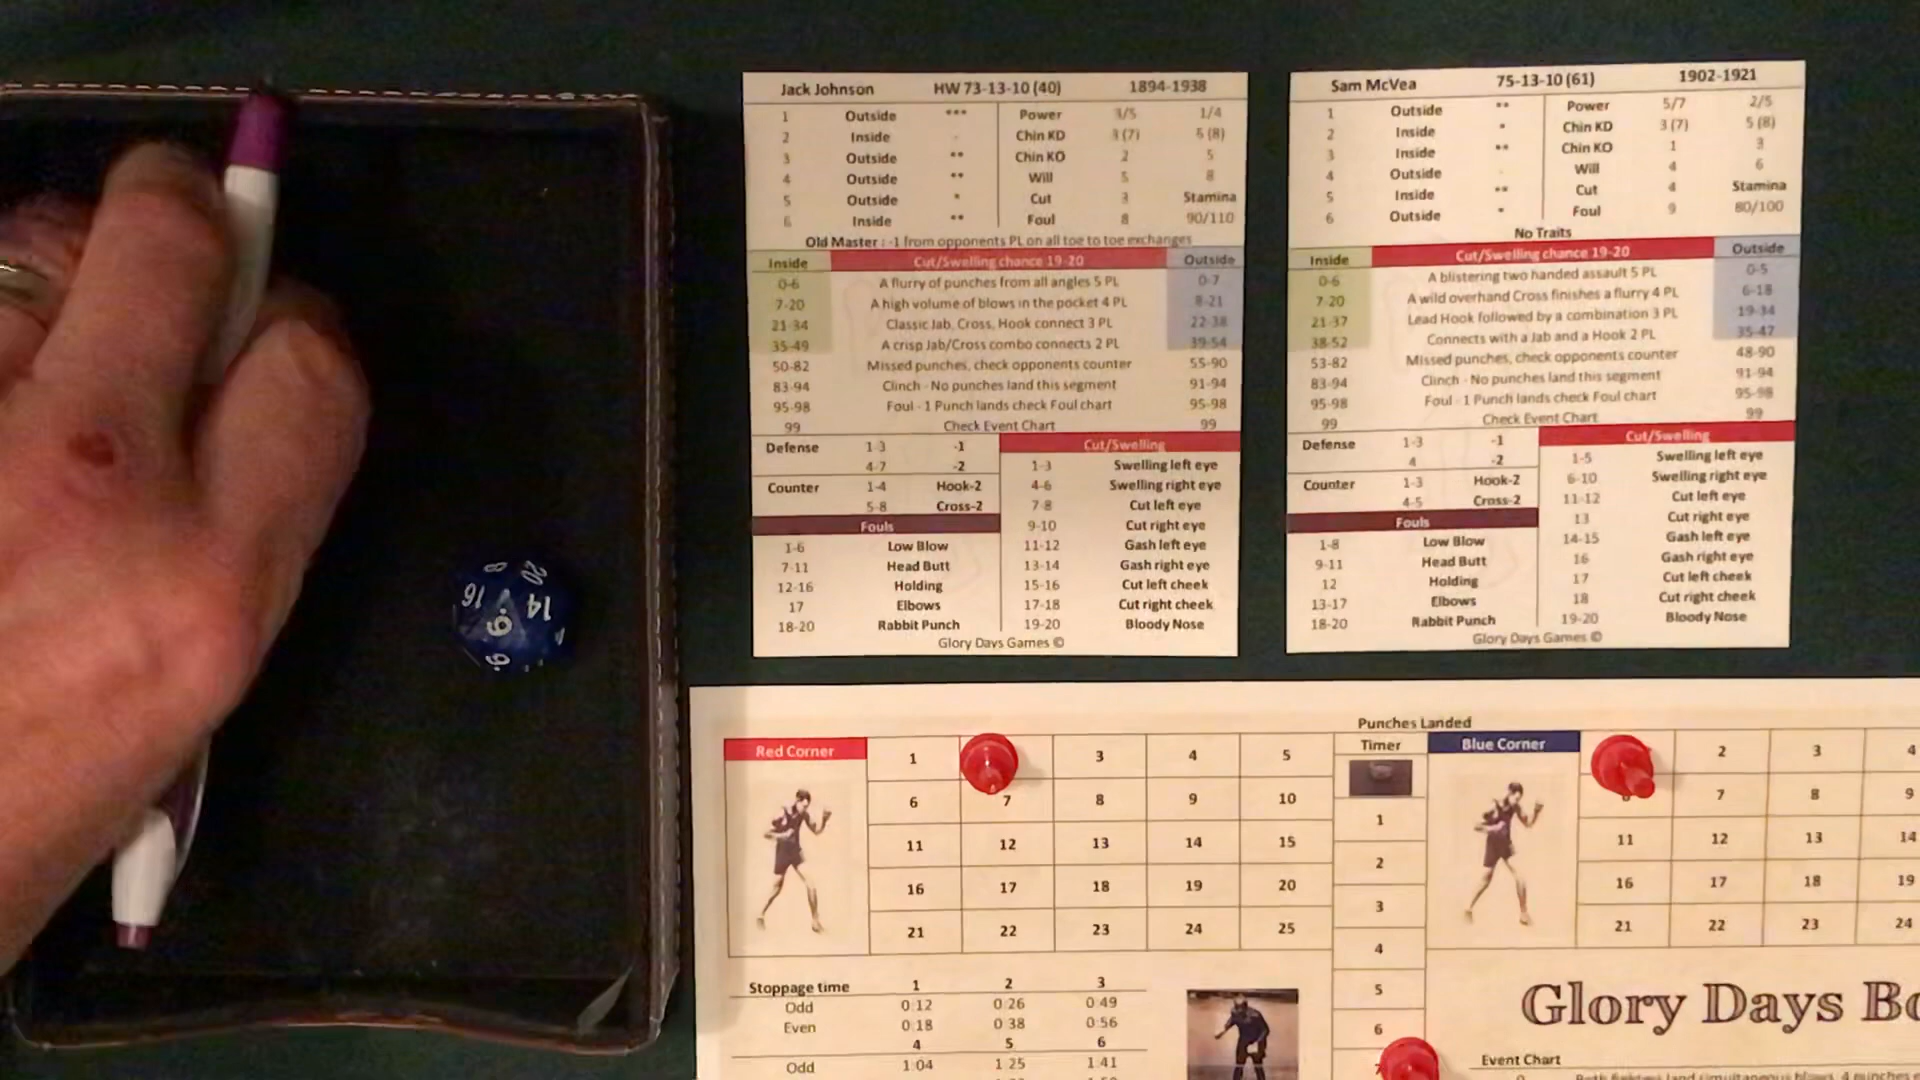 Jack Johnson HW 73-13-10 (40) 1894-1938
1 Outside *** Power 3/5 1/4
2 Inside Chin KD 3 (7) 6 (8)
3 Outside ** Chin KO 2 5
4 Outside ** Will 5 8
5 Outside * Cut 3 Stamina
6 Inside ** Foul 8 90/110
Old Master : -1 from opponents PL on all toe to toe exchanges
Inside Cut/Swelling chance 19-20 Outside
0-6 A flurry of punches from all angles 5 PL 0-7
7-20 A high volume of blows in the pocket 4 PL 8-21
21-34 Classic Jab, Cross, Hook connect 3 PL 22-38
35-49 A crisp Jab/Cross combo connects 2 PL 39-54
50-82 Missed punches, check opponents counter 55-90
83-94 Clinch - No punches land this segment 91-94
95-98 Foul - 1 Punch lands check Foul chart 95-98
99 Check Event Chart 99
Defense 1-3 -1 Cut/Swelling
4-7 -2 1-3 Swelling left eye
Counter 1-4 Hook-2 4-6 Swelling right eye
5-8 Cross-2 7-8 Cut left eye
Fouls 9-10 Cut right eye
1-6 Low Blow 11-12 Gash left eye
7-11 Head Butt 13-14 Gash right eye
12-16 Holding 15-16 Cut left cheek
17 Elbows 17-18 Cut right cheek
18-20 Rabbit Punch 19-20 Bloody Nose
Glory Days Games ©
Sam McVea 75-13-10 (61) 1902-1921
1 Outside ** Power 5/7 2/5
2 Inside * Chin KD 3 (7) 5 (8)
3 Inside ** Chin KO 1 3
4 Outside Will 4 6
5 Inside ** Cut 4 Stamina
6 Outside * Foul 9 80/100
No Traits
Inside Cut/Swelling chance 19-20 Outside
0-6 A blistering two handed assault 5 PL 0-5
7-20 A wild overhand Cross finishes a flurry 4 PL 6-18
21-37 Lead Hook followed by a combination 3 PL 19-34
38-52 Connects with a Jab and a Hook 2 PL 35-47
53-82 Missed punches, check opponents counter 48-90
83-94 Clinch - No punches land this segment 91-94
95-98 Foul - 1 Punch lands check Foul chart 95-98
99 Check Event Chart 99
Defense 1-3 -1 Cut/Swelling
4 -2 1-5 Swelling left eye
Counter 1-3 Hook-2 6-10 Swelling right eye
4-5 Cross-2 11-12 Cut left eye
Fouls 13 Cut right eye
1-8 Low Blow 14-15 Gash left eye
9-11 Head Butt 16 Gash right eye
12 Holding 17 Cut left cheek
13-17 Elbows 18 Cut right cheek
18-20 Rabbit Punch 19-20 Bloody Nose
Glory Days Games ©
8 20
16 14
6.
9.
Punches Landed
Red Corner 1 3 4 5 Timer Blue Corner 2 3 4
6 7 8 9 10 1 7 8 9
11 12 13 14 15 2 11 12 13 14
16 17 18 19 20 3 16 17 18 19
21 22 23 24 25 4 21 22 23 24
5
6
7
Stoppage time 1 2 3
Odd 0:12 0:26 0:49
Even 0:18 0:38 0:56
4 5 6
Odd 1:04 1:25 1:41
Glory Days Bo
Event Chart